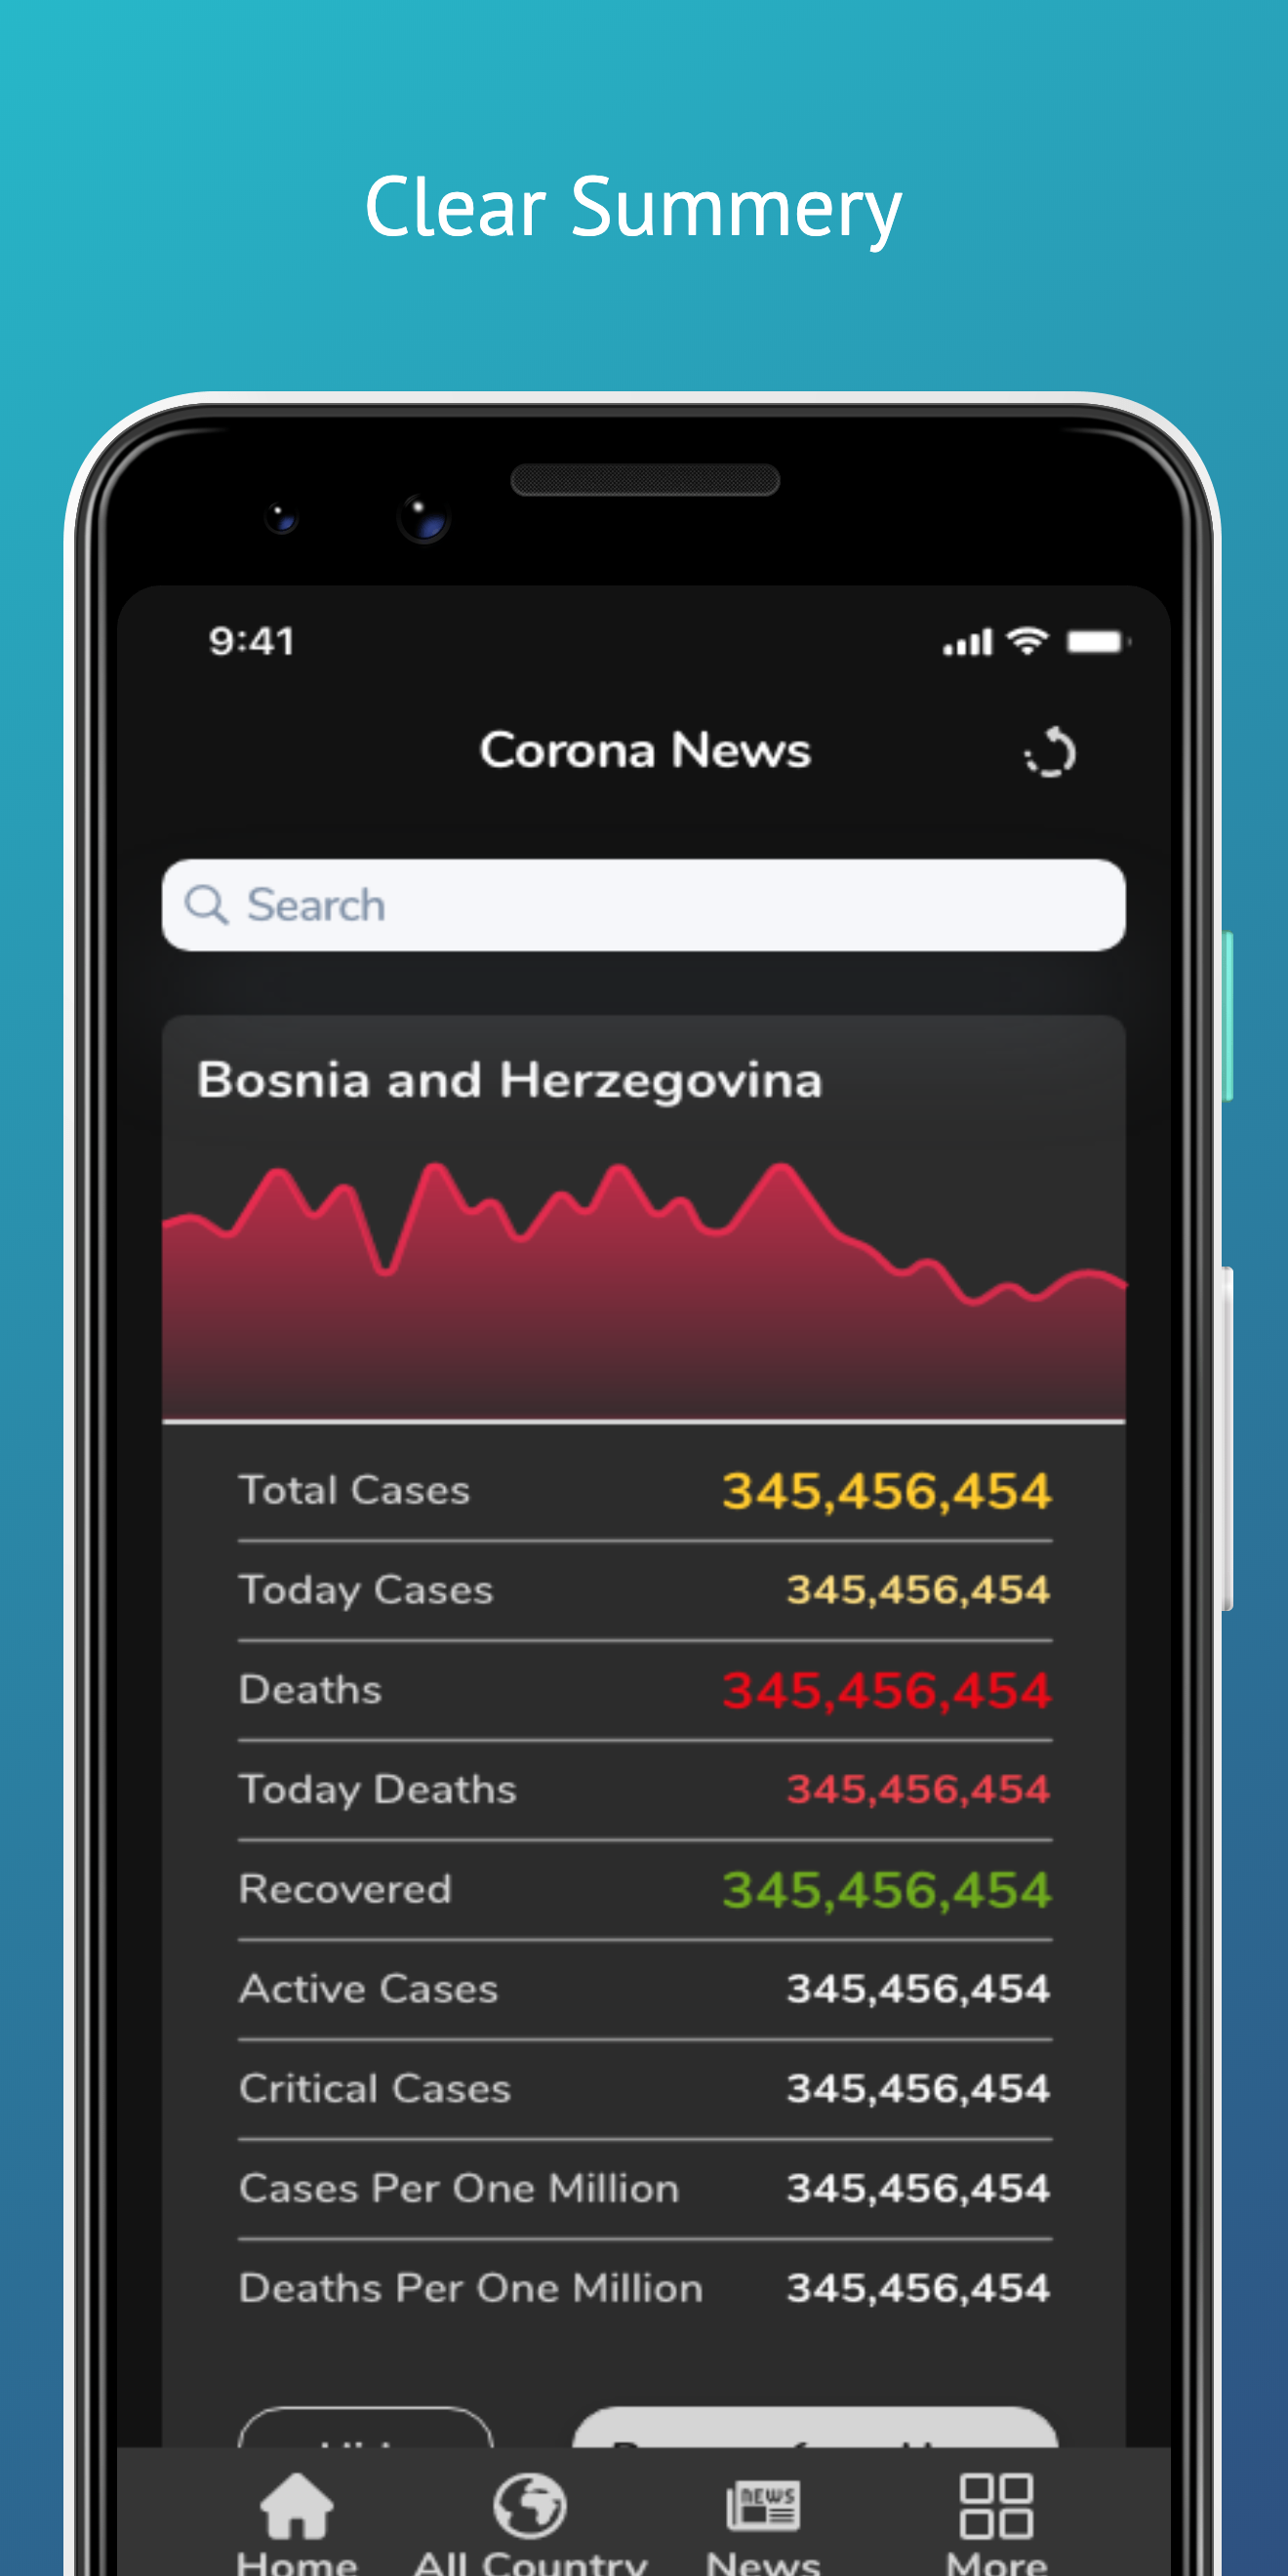 Clear Summery
9:41
Corona News
Search
Bosnia and Herzegovina
Total Cases 345,456,454
Today Cases 345,456,454
Deaths 345,456,454
Today Deaths 345,456,454
Recovered 345,456,454
Active Cases 345,456,454
Critical Cases 345,456,454
Cases Per One Million 345,456,454
Deaths Per One Million 345,456,454
NEWS
Home All Country News More